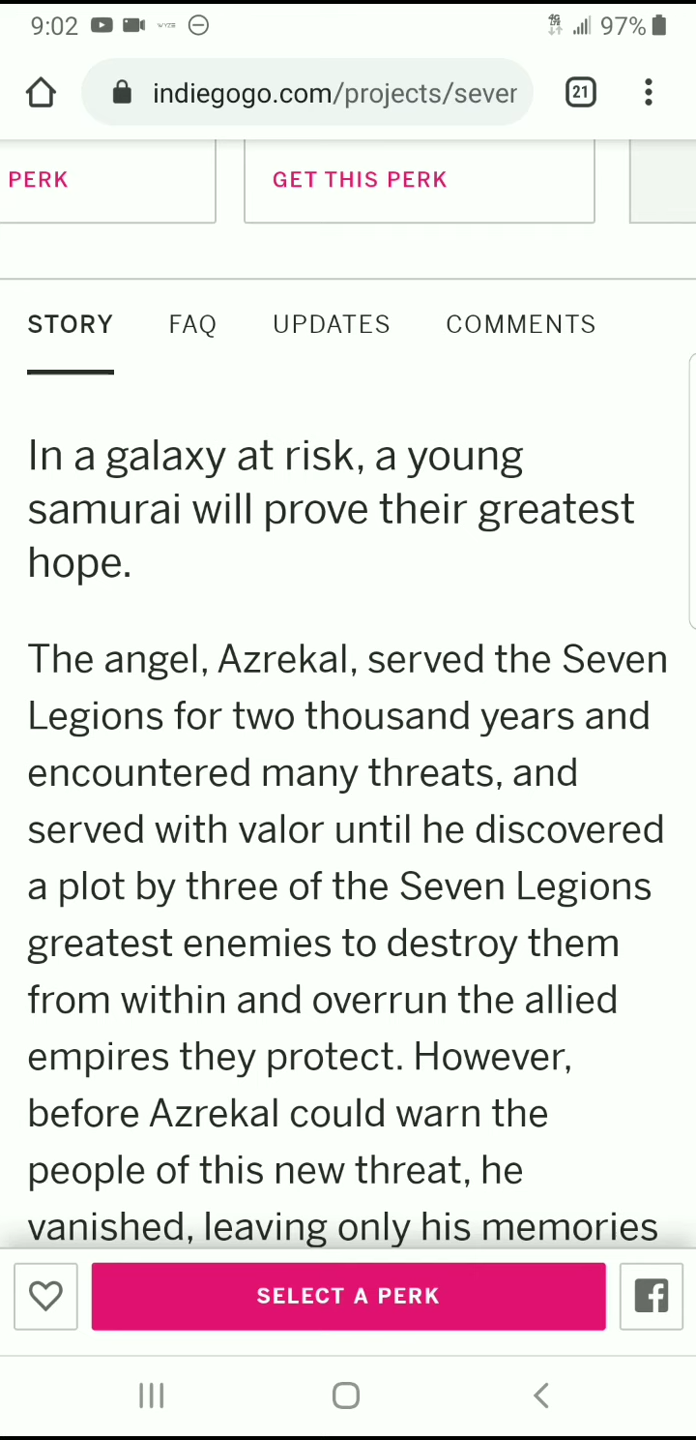 9:02 WYZE 97%
indiegogo.com/projects/sever 21
PERK GET THIS PERK
STORY FAQ UPDATES COMMENTS
In a galaxy at risk, a young
samurai will prove their greatest
hope.
The angel, Azrekal, served the Seven
Legions for two thousand years and
encountered many threats, and
served with valor until he discovered
a plot by three of the Seven Legions
greatest enemies to destroy them
from within and overrun the allied
empires they protect. However,
before Azrekal could warn the
people of this new threat, he
vanished, leaving only his memories
SELECT A PERK